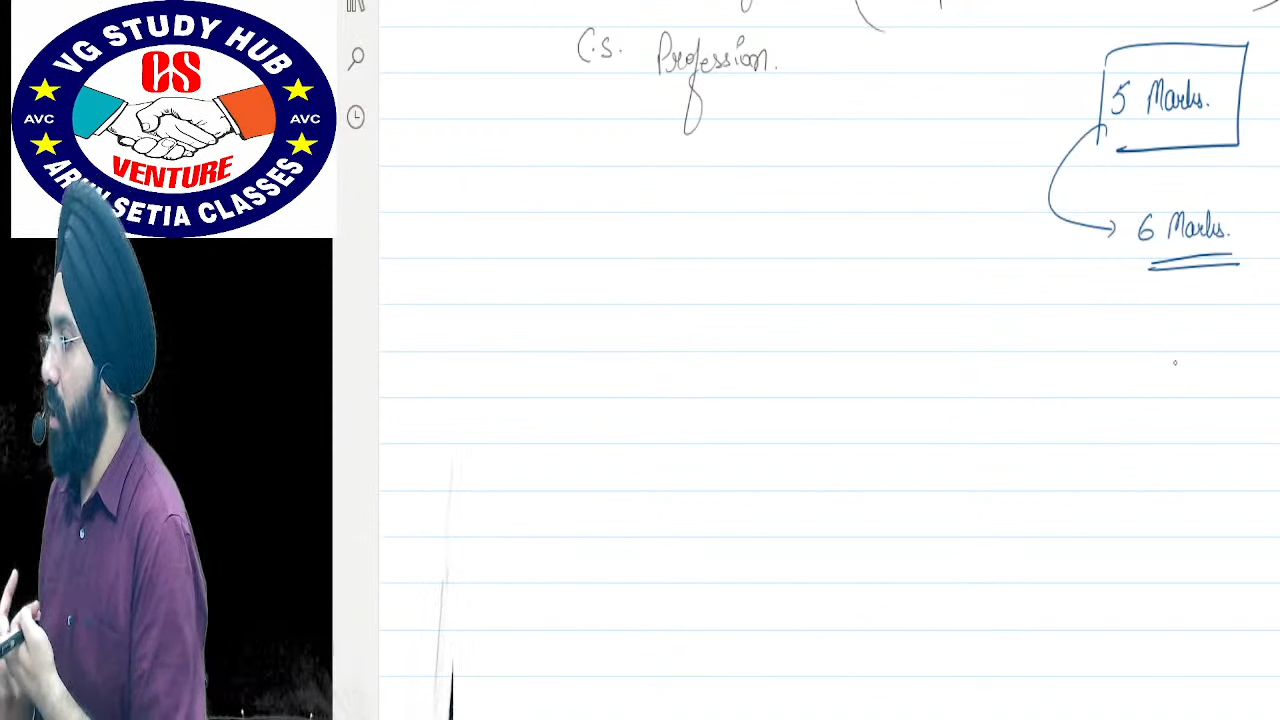 VG STUDY HUB
CS
AVC
AVC
VENTURE
SETIA CLASSES
C.S. Profession.
5 Marks.
6 Marks.